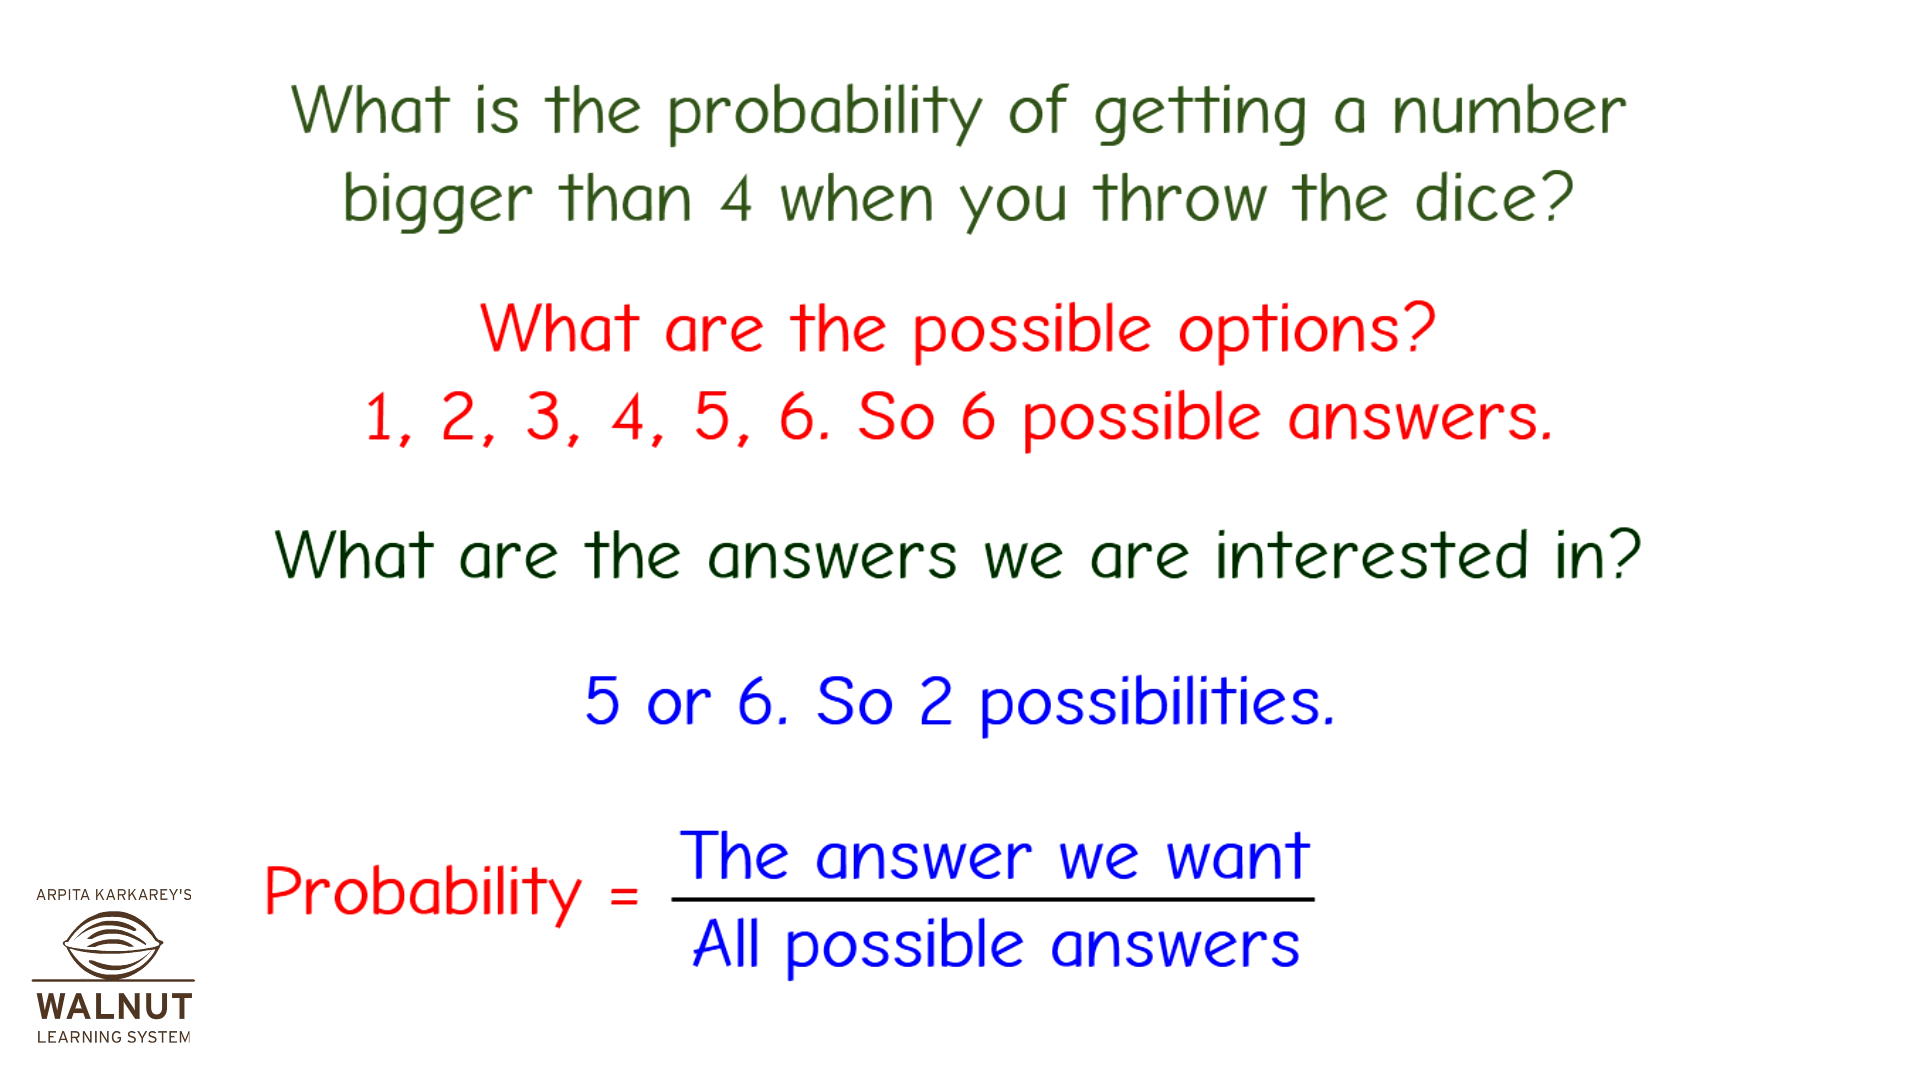 What is the probability of getting a number
bigger than 4 when you throw the dice?
What are the possible options?
1, 2, 3, 4, 5, 6. So 6 possible answers.
What are the answers we are interested in?
5 or 6. So 2 possibilities.
Probability =
The answer we want
All possible answers
ARPITA KARKAREY'S
WALNUT
LEARNING SYSTEM